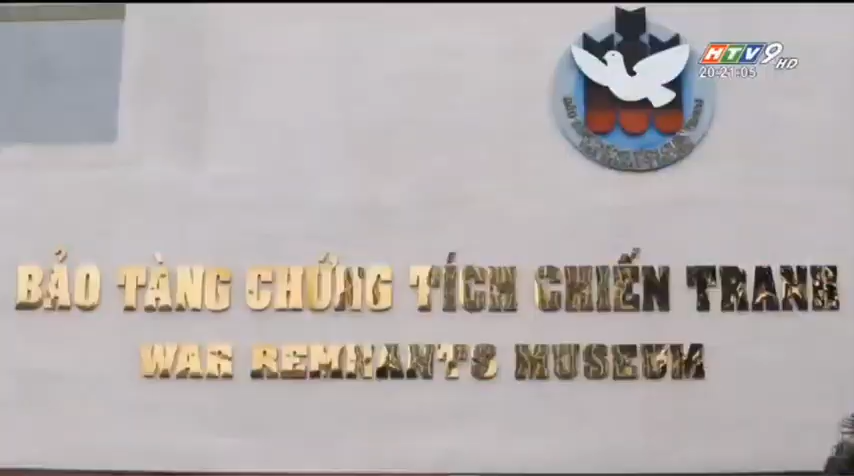 HTV9 HD
20:21:05
BẢO TÀNG CHỨNG TÍCH CHIẾN TRANH
WAR REMNANTS MUSEUM